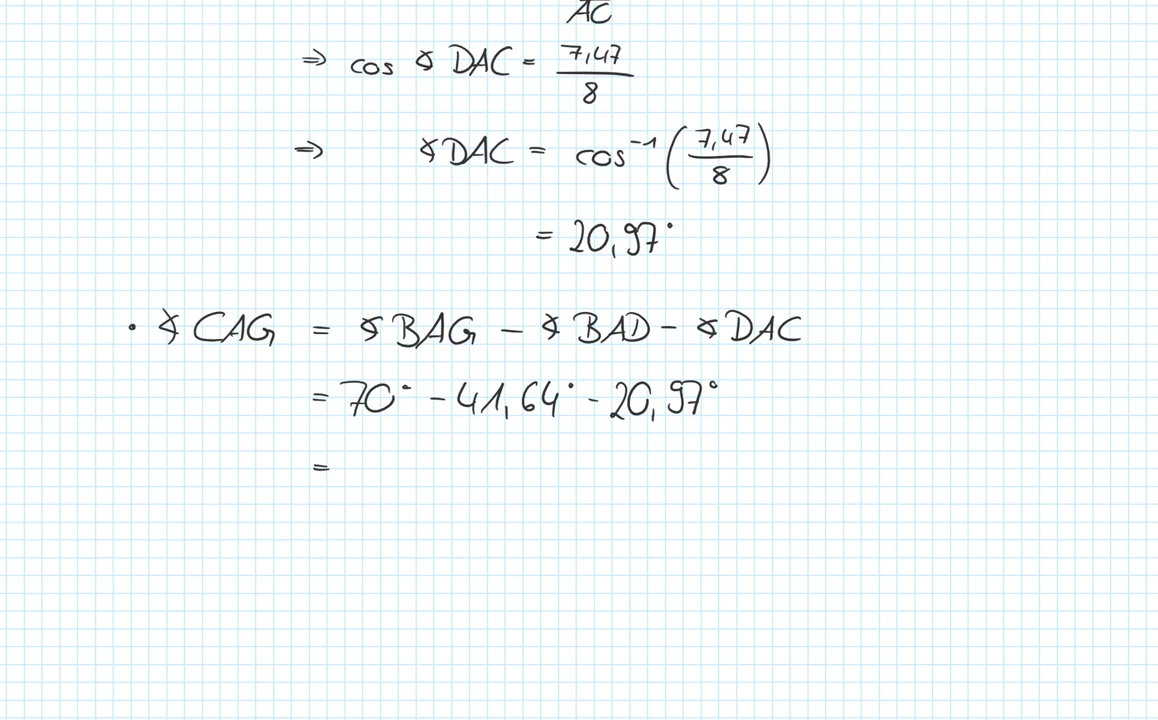 AC
⇒ cos ∢ DAC = 7,47/8
⇒ ∢DAC = cos⁻¹(7,47/8)
= 20,97°
• ∢ CAG = ∢ BAG − ∢ BAD − ∢ DAC
= 70° − 41,64° − 20,97°
=